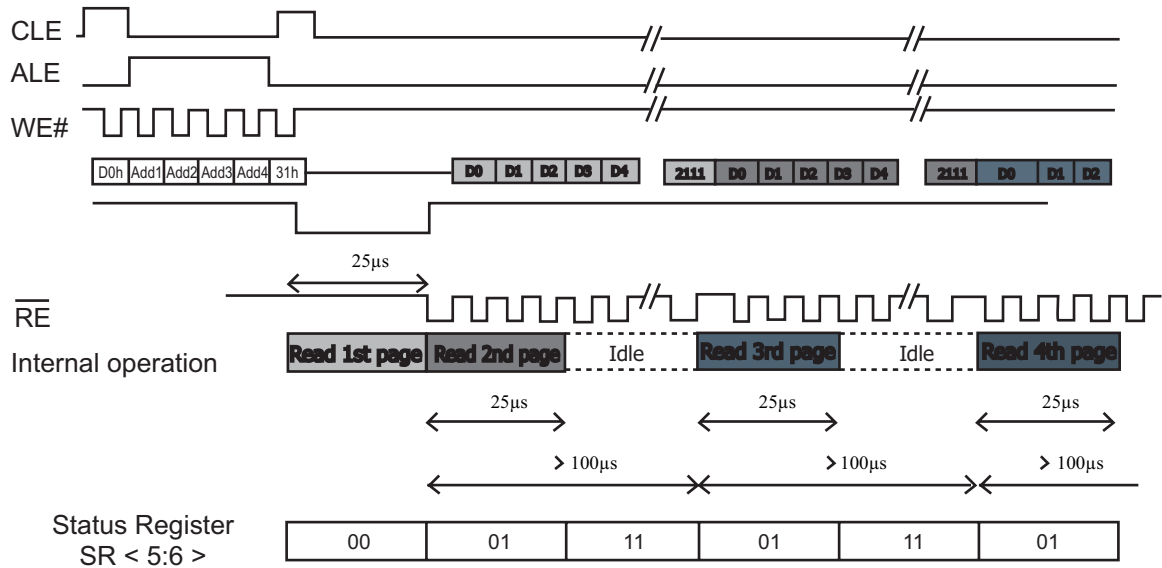 CLE
ALE
WE#
D0h Add1 Add2 Add3 Add4 31h D0 D1 D2 D3 D4 2111 D0 D1 D2 D3 D4 2111 D0 D1 D2
25µs
RE
Internal operation Read 1st page Read 2nd page Idle Read 3rd page Idle Read 4th page
25µs 25µs 25µs
> 100µs > 100µs > 100µs
Status Register
SR < 5:6 >
00 01 11 01 11 01